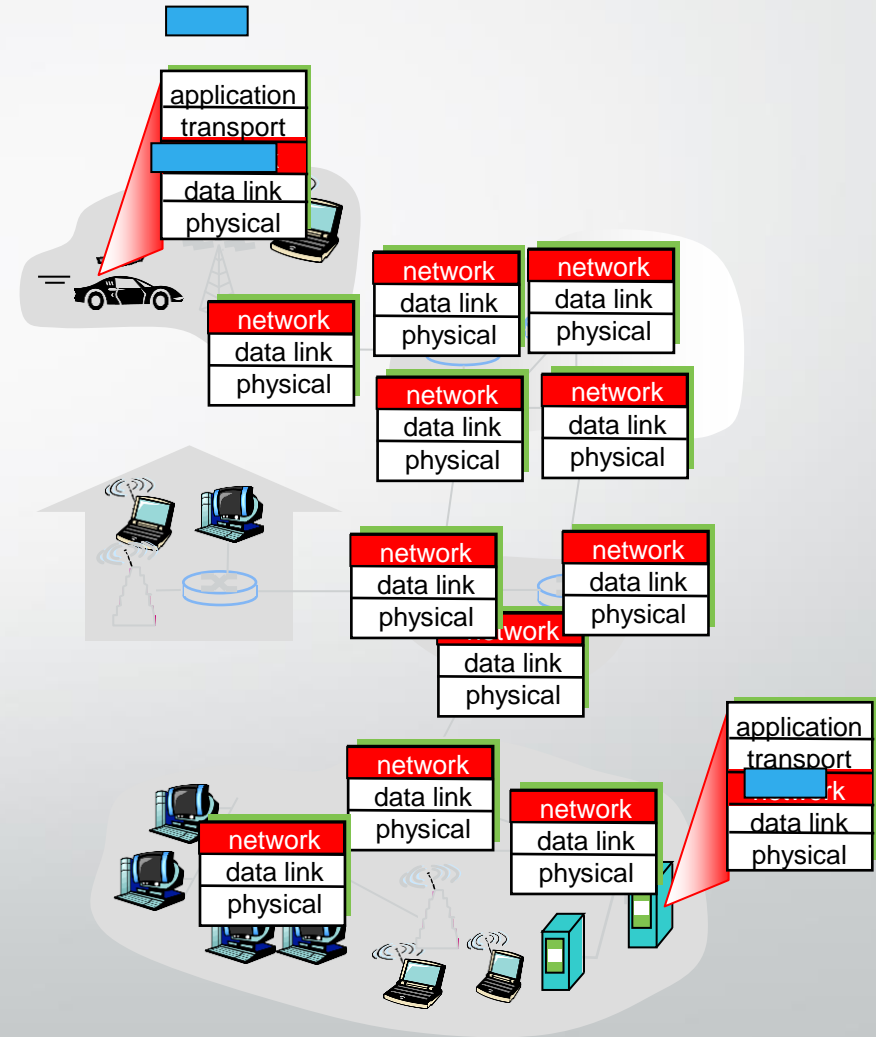 application
transport
data link
physical
network
data link
physical
network
data link
physical
network
data link
physical
network
data link
physical
network
data link
physical
network
data link
physical
network
data link
physical
network
data link
physical
application
transport
data link
physical
network
data link
physical
network
data link
physical
network
data link
physical